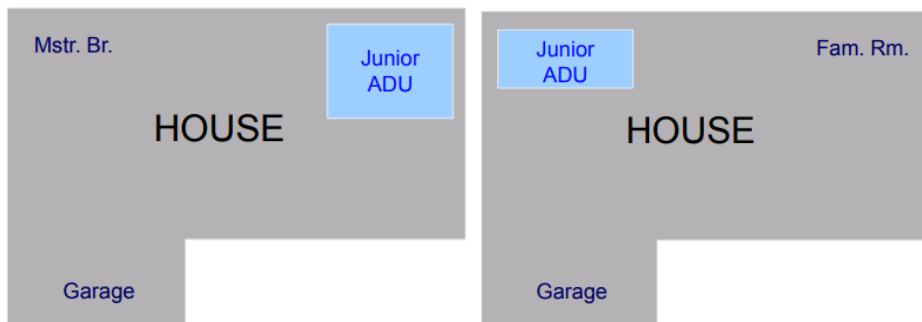 Mstr. Br.
Junior
ADU
HOUSE
Garage
Junior
ADU
Fam. Rm.
HOUSE
Garage